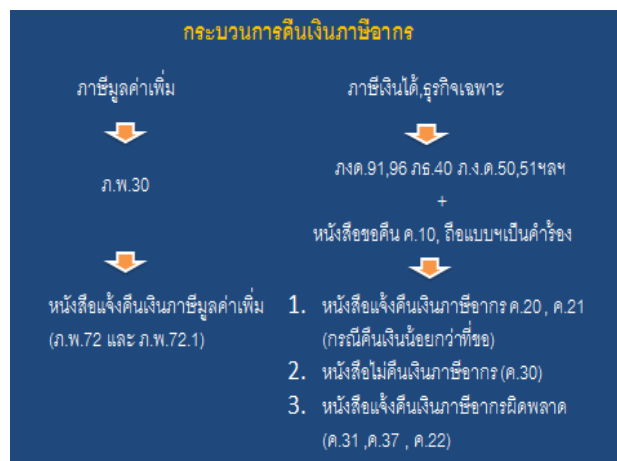 กระบวนการคืนเงินภาษีอากร
ภาษีมูลค่าเพิ่ม
ภ.พ.30
หนังสือแจ้งคืนเงินภาษีมูลค่าเพิ่ม
(ภ.พ.72 และ ภ.พ.72.1)
ภาษีเงินได้,ธุรกิจเฉพาะ
ภงด.91,96 ภธ.40 ภ.ง.ด.50,51ฯลฯ
+
หนังสือขอคืน ค.10, ถือแบบฯเป็นคำร้อง
1. หนังสือแจ้งคืนเงินภาษีอากร ค.20 , ค.21
(กรณีคืนเงินน้อยกว่าที่ขอ)
2. หนังสือไม่คืนเงินภาษีอากร (ค.30)
3. หนังสือแจ้งคืนเงินภาษีอากรผิดพลาด
(ค.31 ,ค.37 , ค.22)